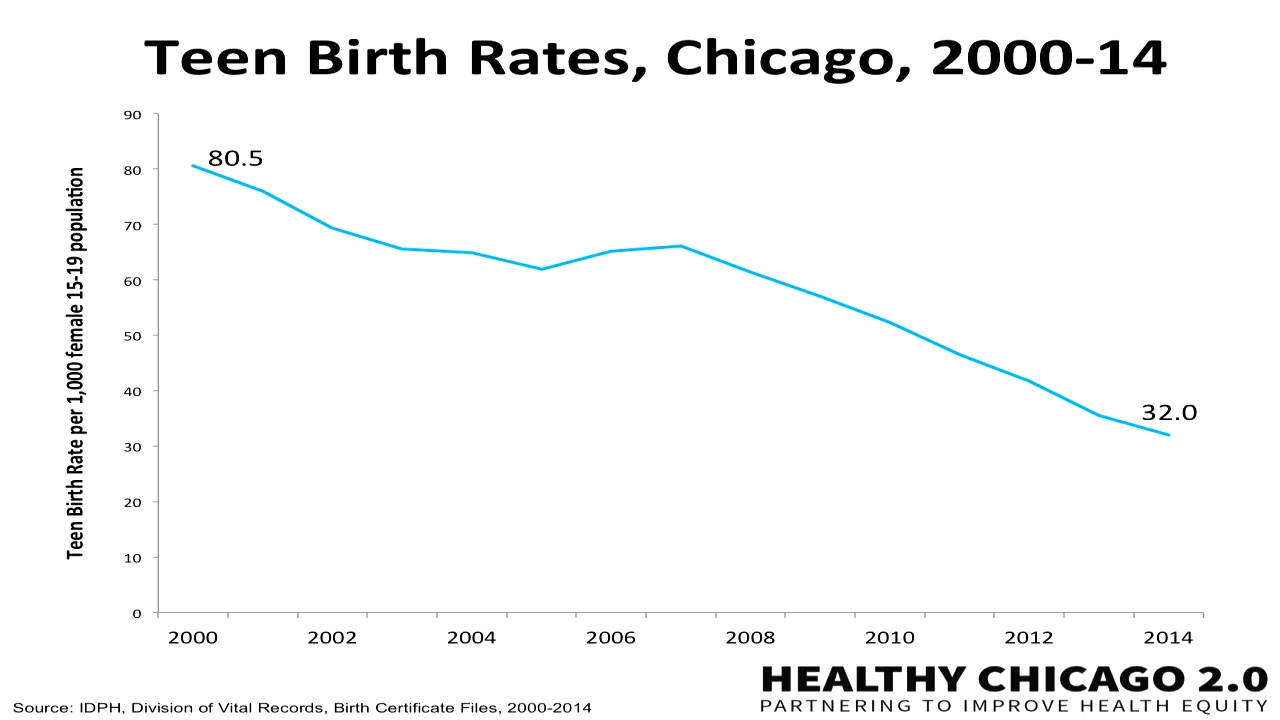 Teen Birth Rates, Chicago, 2000-14
Teen Birth Rate per 1,000 female 15-19 population
90
80
70
60
50
40
30
20
10
0
80.5
32.0
2000 2002 2004 2006 2008 2010 2012 2014
HEALTHY CHICAGO 2.0
PARTNERING TO IMPROVE HEALTH EQUITY
Source: IDPH, Division of Vital Records, Birth Certificate Files, 2000-2014